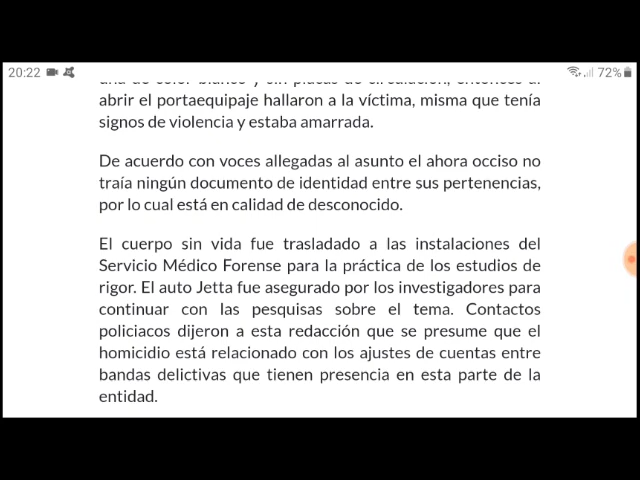 20:22
72%
abrir el portaequipaje hallaron a la víctima, misma que tenía
signos de violencia y estaba amarrada.
De acuerdo con voces allegadas al asunto el ahora occiso no
traía ningún documento de identidad entre sus pertenencias,
por lo cual está en calidad de desconocido.
El cuerpo sin vida fue trasladado a las instalaciones del
Servicio Médico Forense para la práctica de los estudios de
rigor. El auto Jetta fue asegurado por los investigadores para
continuar con las pesquisas sobre el tema. Contactos
policiacos dijeron a esta redacción que se presume que el
homicidio está relacionado con los ajustes de cuentas entre
bandas delictivas que tienen presencia en esta parte de la
entidad.